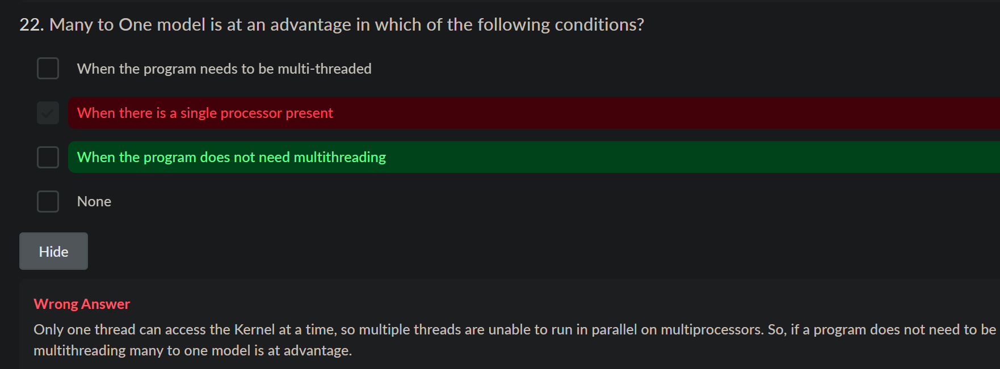 22. Many to One model is at an advantage in which of the following conditions?
When the program needs to be multi-threaded
When there is a single processor present
When the program does not need multithreading
None
Hide
Wrong Answer
Only one thread can access the Kernel at a time, so multiple threads are unable to run in parallel on multiprocessors. So, if a program does not need to be
multithreading many to one model is at advantage.